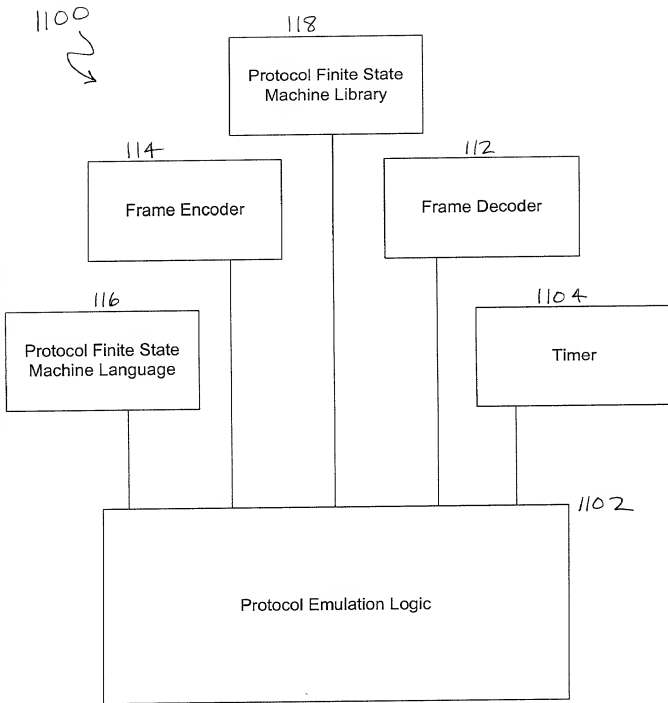 1100
118
Protocol Finite State
Machine Library
114
Frame Encoder
112
Frame Decoder
116
Protocol Finite State
Machine Language
1104
Timer
1102
Protocol Emulation Logic